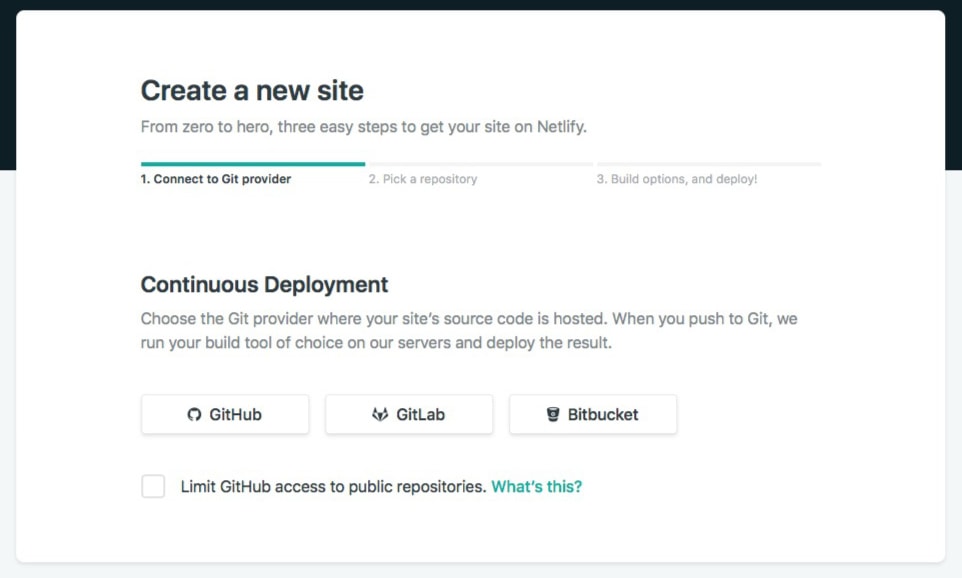 Create a new site
From zero to hero, three easy steps to get your site on Netlify.
1. Connect to Git provider
2. Pick a repository
3. Build options, and deploy!
Continuous Deployment
Choose the Git provider where your site’s source code is hosted. When you push to Git, we
run your build tool of choice on our servers and deploy the result.
GitHub
GitLab
Bitbucket
Limit GitHub access to public repositories. What’s this?